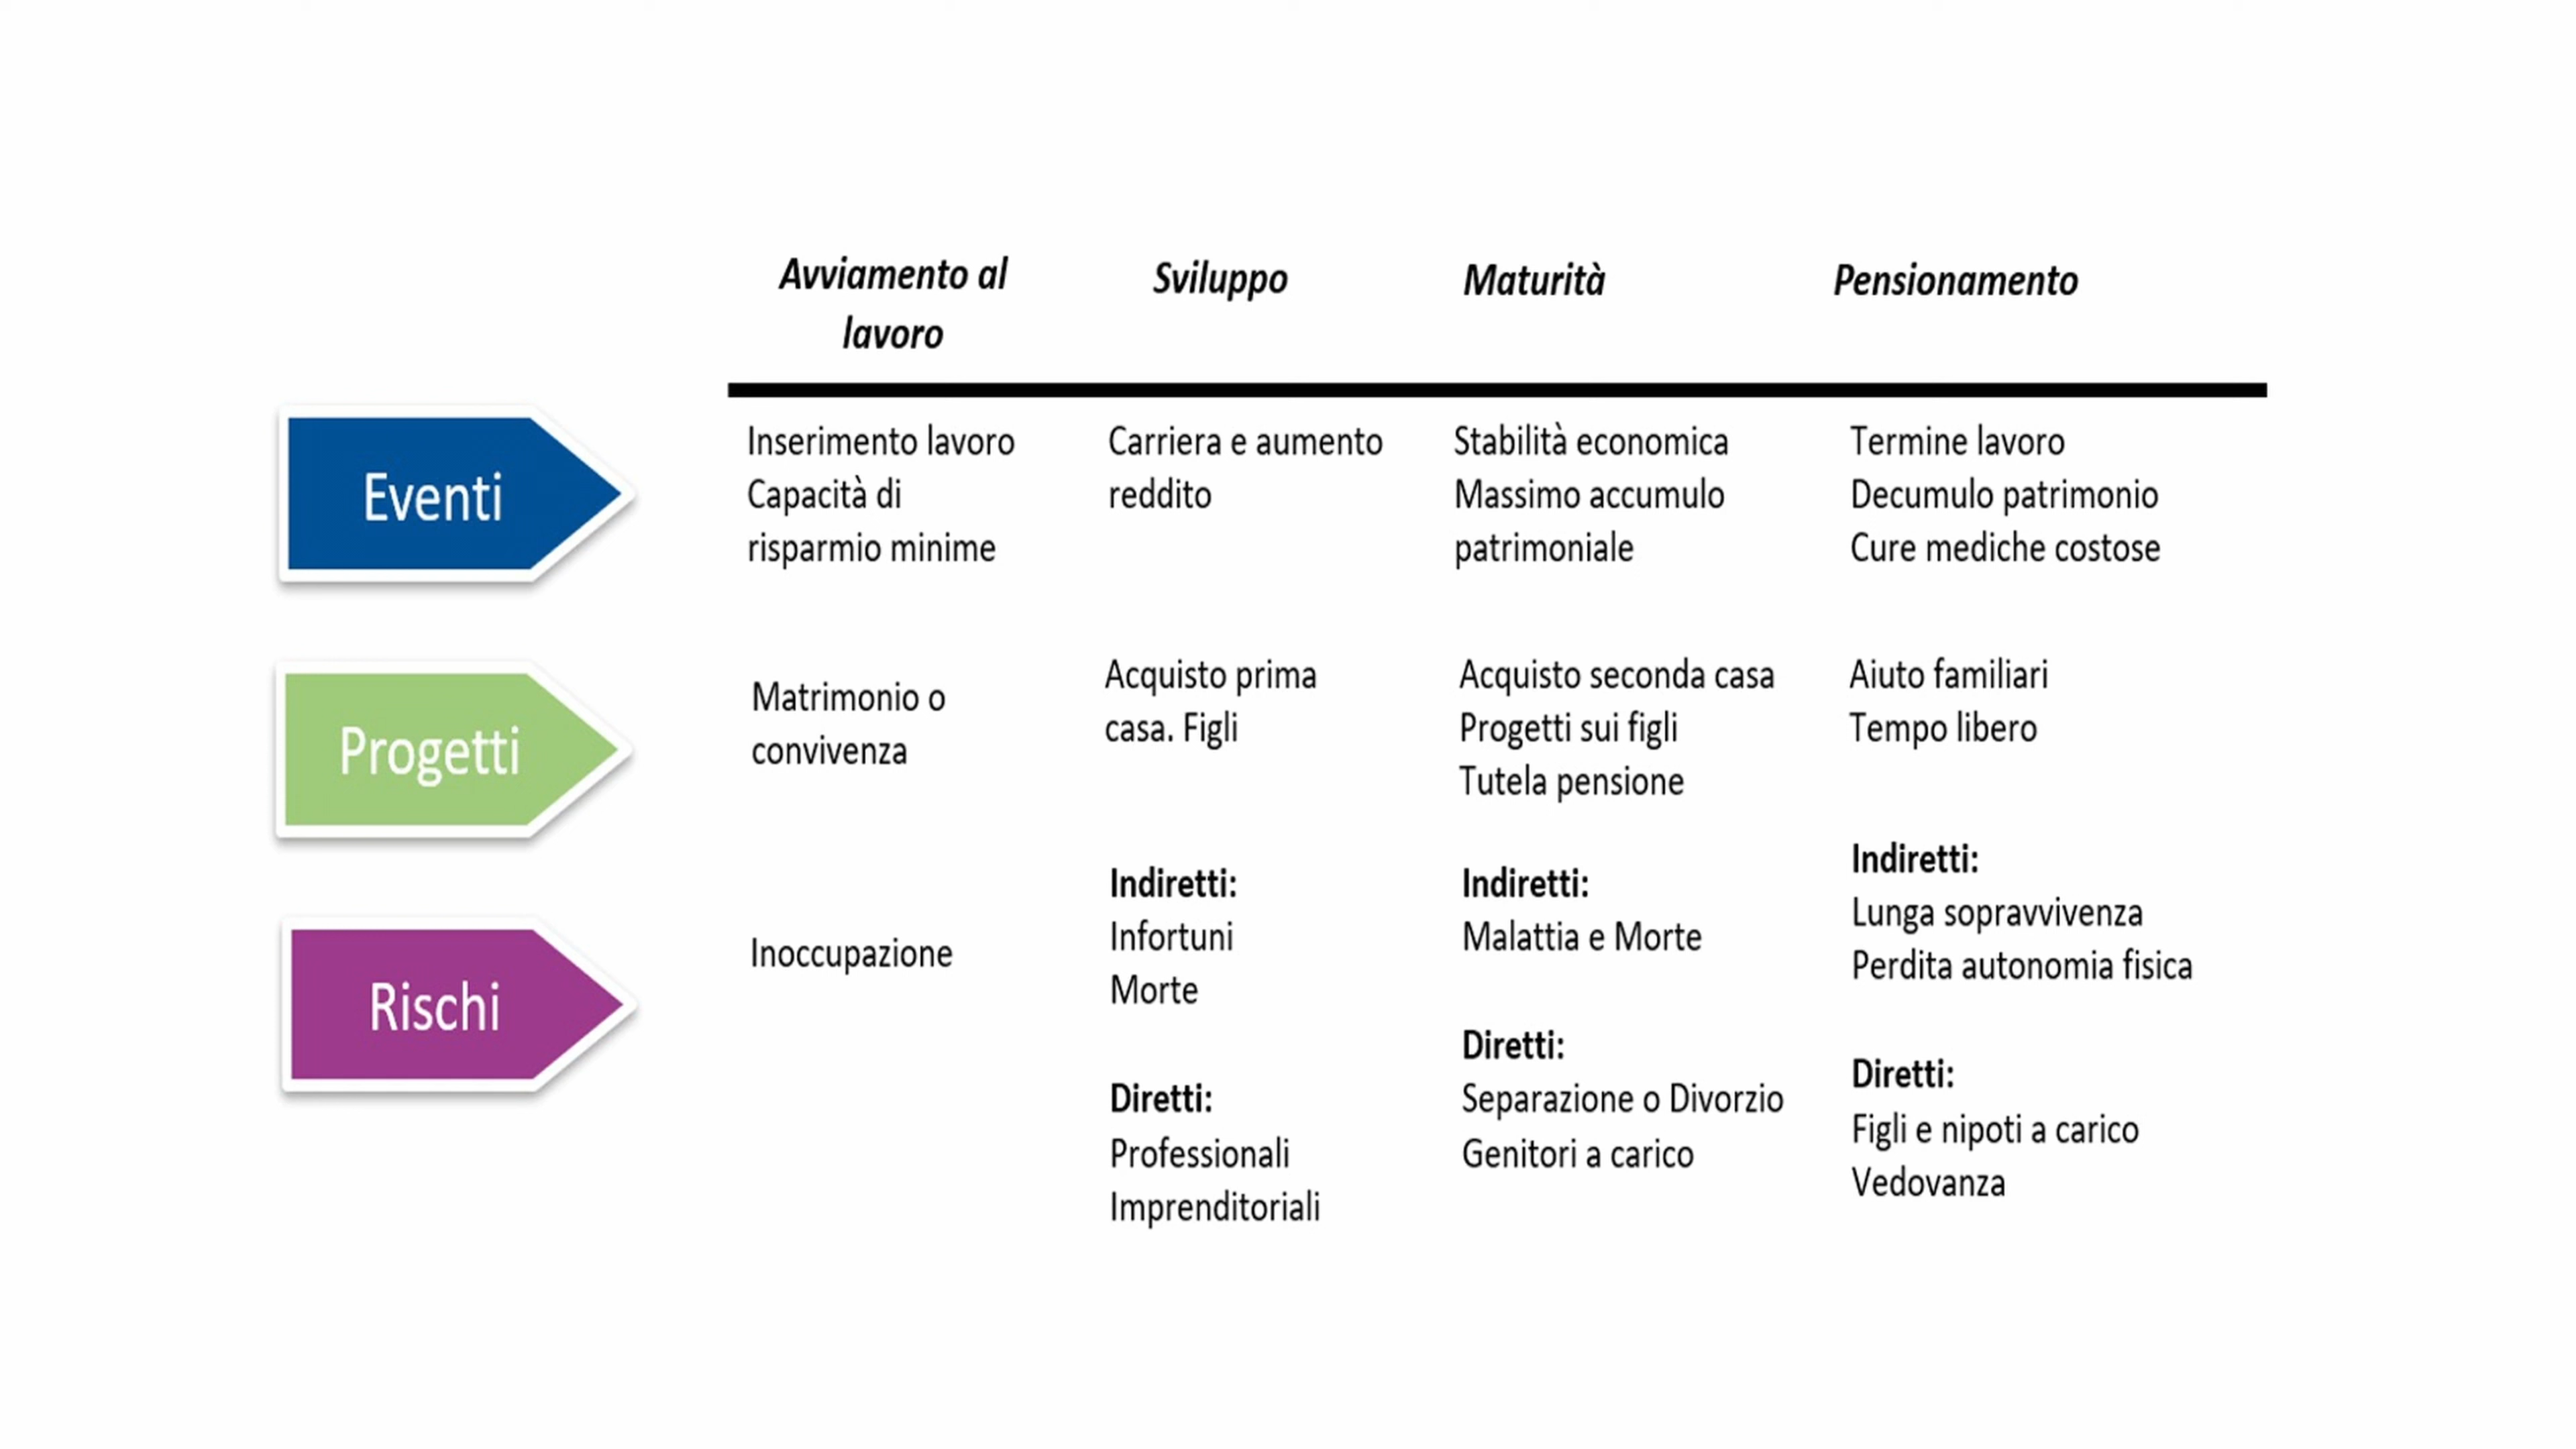 Avviamento al
lavoro
Sviluppo
Maturità
Pensionamento
Eventi
Inserimento lavoro
Capacità di
risparmio minime
Carriera e aumento
reddito
Stabilità economica
Massimo accumulo
patrimoniale
Termine lavoro
Decumulo patrimonio
Cure mediche costose
Progetti
Matrimonio o
convivenza
Acquisto prima
casa. Figli
Acquisto seconda casa
Progetti sui figli
Tutela pensione
Aiuto familiari
Tempo libero
Rischi
Inoccupazione
Indiretti:
Infortuni
Morte
Diretti:
Professionali
Imprenditoriali
Indiretti:
Malattia e Morte
Diretti:
Separazione o Divorzio
Genitori a carico
Indiretti:
Lunga sopravvivenza
Perdita autonomia fisica
Diretti:
Figli e nipoti a carico
Vedovanza